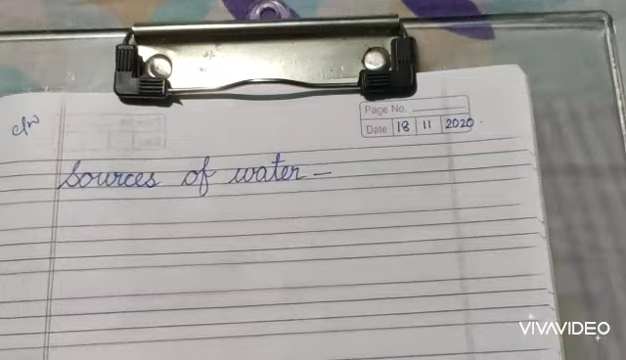 Page No.
c/w
Date 18 11 2020
Sources of water –
VIVAVIDEO